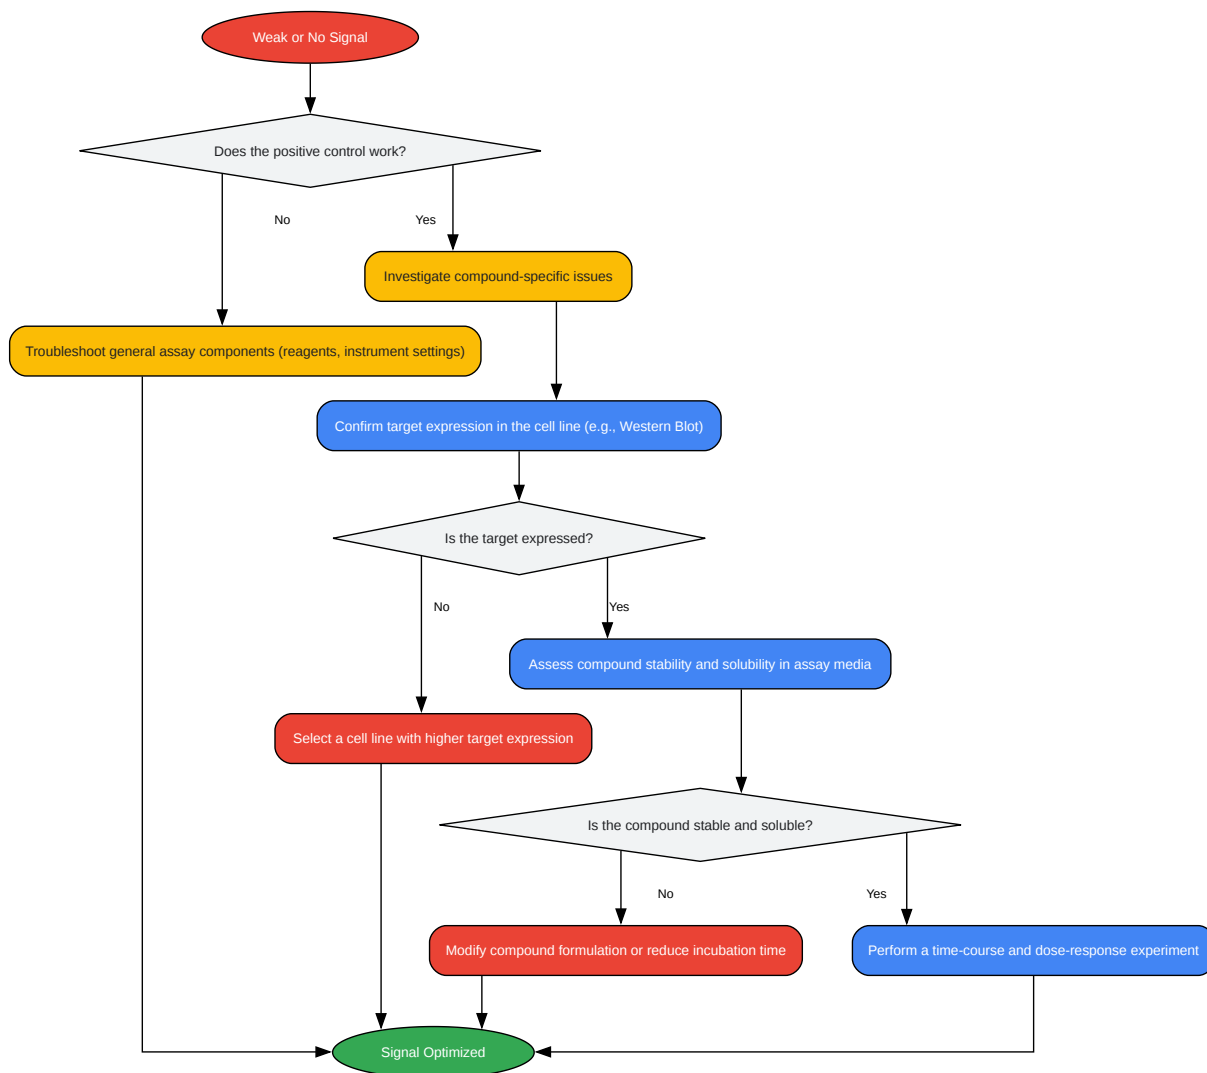 Weak or No Signal
Does the positive control work?
No
Yes
Investigate compound-specific issues
Troubleshoot general assay components (reagents, instrument settings)
Confirm target expression in the cell line (e.g., Western Blot)
Is the target expressed?
No
Yes
Assess compound stability and solubility in assay media
Select a cell line with higher target expression
Is the compound stable and soluble?
No
Yes
Modify compound formulation or reduce incubation time
Perform a time-course and dose-response experiment
Signal Optimized